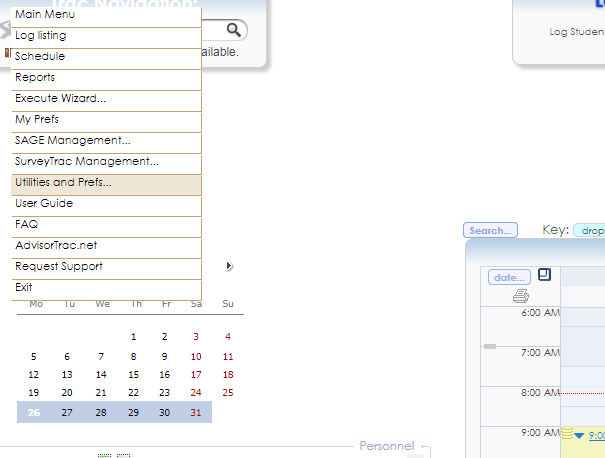 Trac Navigation:
Main Menu
Log listing
Schedule
Reports
Execute Wizard...
My Prefs
SAGE Management...
SurveyTrac Management...
Utilities and Prefs...
User Guide
FAQ
AdvisorTrac.net
Request Support
Exit
ailable.
Mo Tu We Th Fr Sa Su
1 2 3 4
5 6 7 8 9 10 11
12 13 14 15 16 17 18
19 20 21 22 23 24 25
26 27 28 29 30 31
Personnel
Log Studen
Search... Key: drop
date...
6:00 AM
7:00 AM
8:00 AM
9:00 AM 9:00